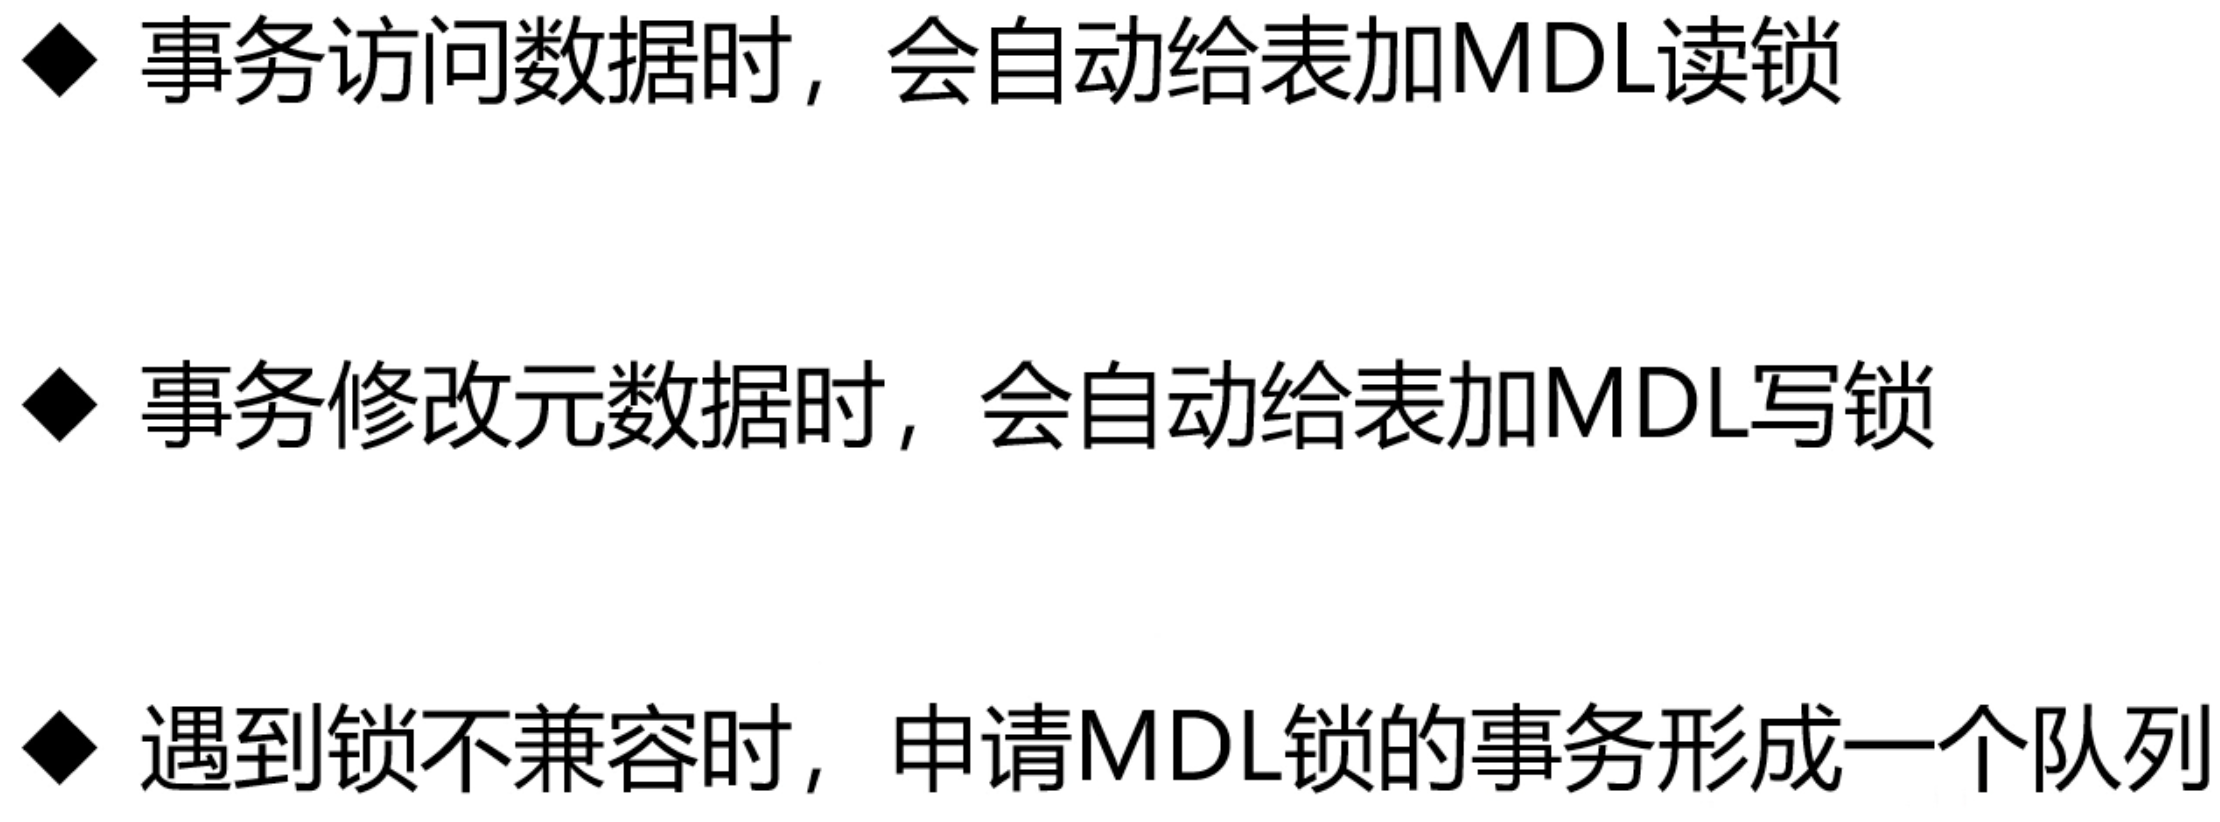 ◆ 事务访问数据时，会自动给表加MDL读锁
◆ 事务修改元数据时，会自动给表加MDL写锁
◆ 遇到锁不兼容时，申请MDL锁的事务形成一个队列